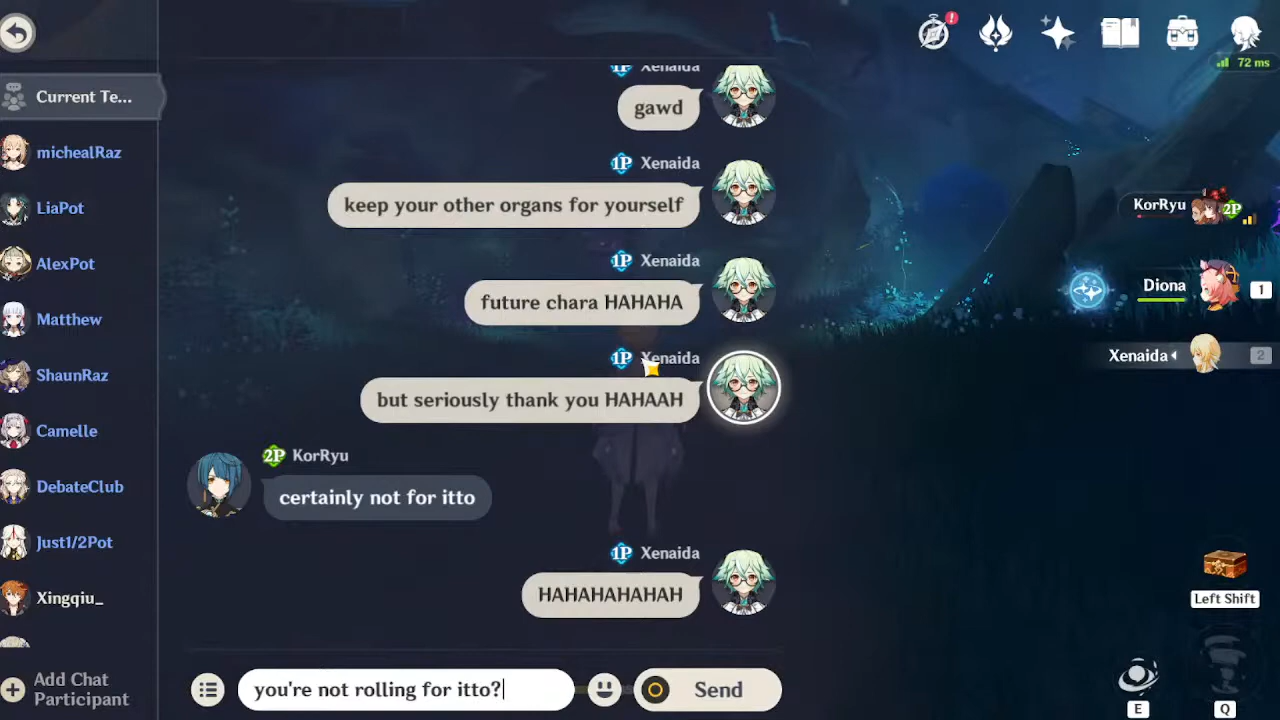 72 ms
Current Te...
michealRaz
LiaPot
AlexPot
Matthew
ShaunRaz
Camelle
DebateClub
Just1/2Pot
Xingqiu_
Add Chat
Participant
1P Xenaida
gawd
1P Xenaida
keep your other organs for yourself
1P Xenaida
future chara HAHAHA
1P Xenaida
but seriously thank you HAHAAH
2P KorRyu
certainly not for itto
1P Xenaida
HAHAHAHAHAH
you're not rolling for itto?
Send
KorRyu 2P
Diona 1
Xenaida 2
Left Shift
E
Q